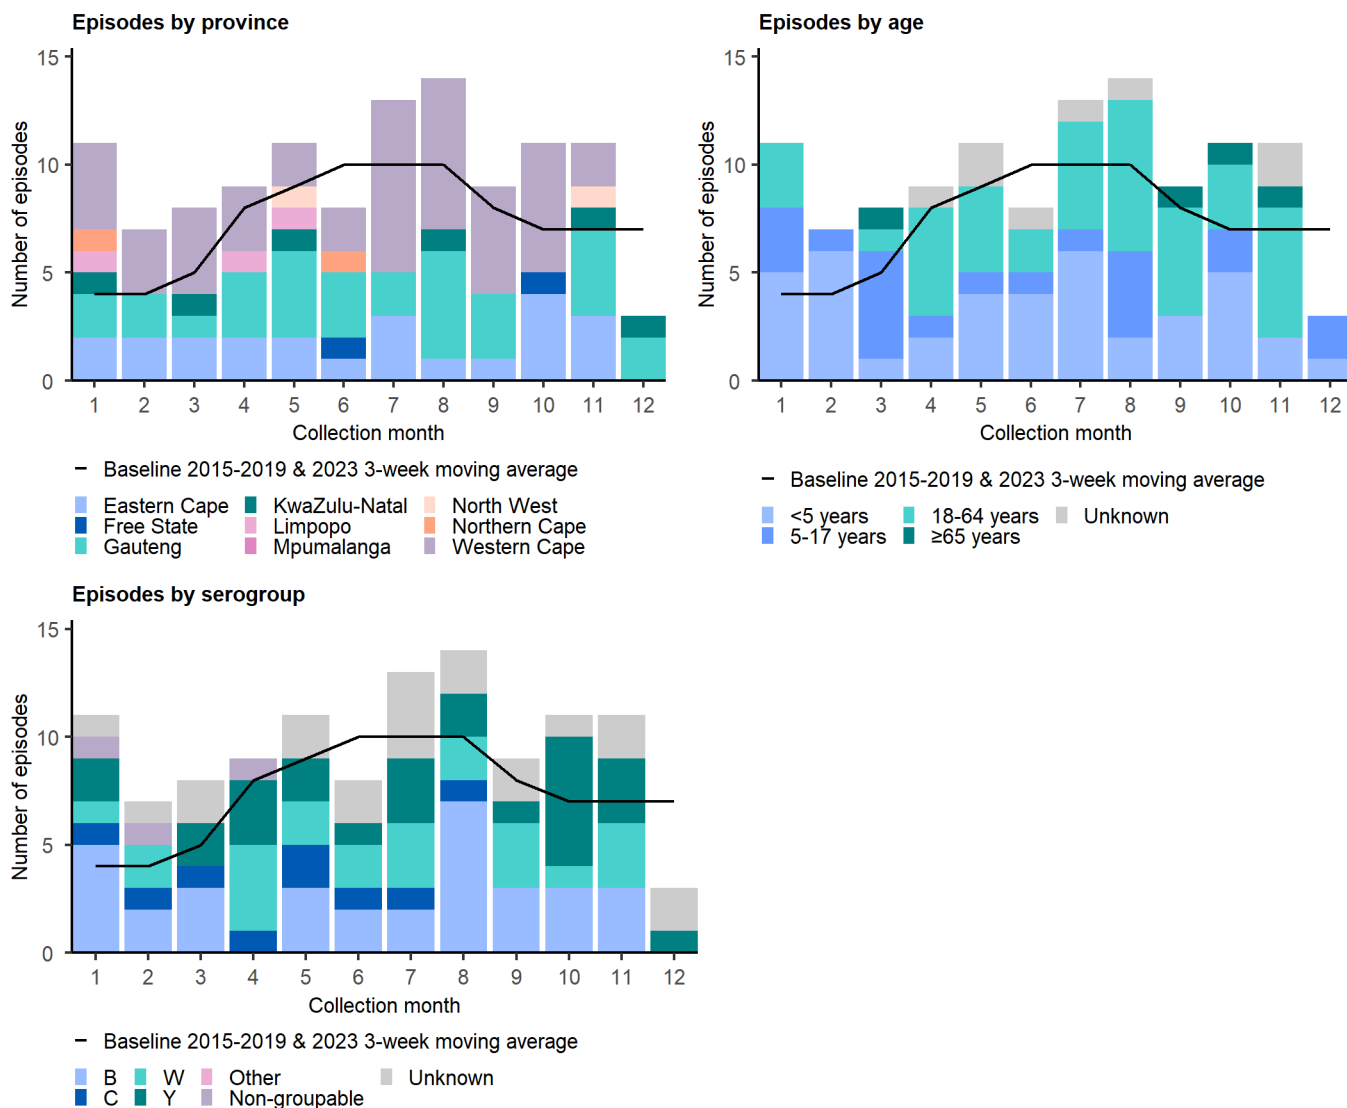 Episodes by province
Number of episodes
15
10
5
0
1 2 3 4 5 6 7 8 9 10 11 12
Collection month
Baseline 2015-2019 & 2023 3-week moving average
Eastern Cape KwaZulu-Natal North West
Free State Limpopo Northern Cape
Gauteng Mpumalanga Western Cape
Episodes by age
Number of episodes
15
10
5
0
1 2 3 4 5 6 7 8 9 10 11 12
Collection month
Baseline 2015-2019 & 2023 3-week moving average
<5 years 18-64 years Unknown
5-17 years ≥65 years
Episodes by serogroup
Number of episodes
15
10
5
0
1 2 3 4 5 6 7 8 9 10 11 12
Collection month
Baseline 2015-2019 & 2023 3-week moving average
B W Other Unknown
C Y Non-groupable